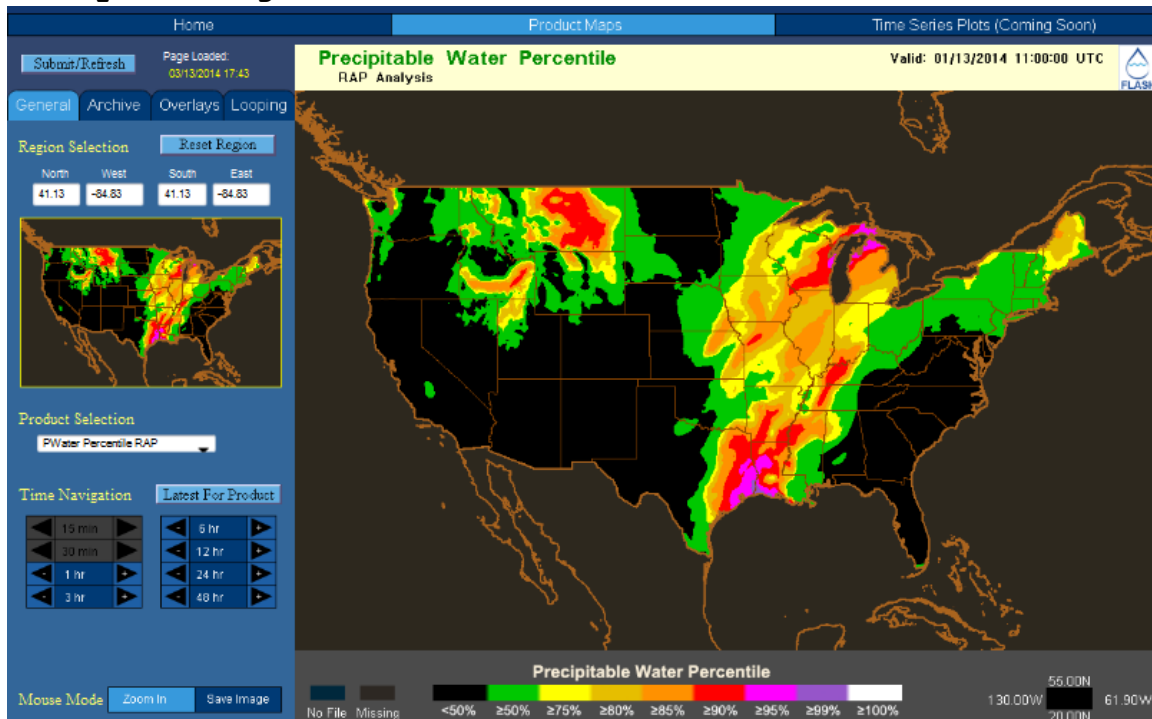 Home Product Maps Time Series Plots (Coming Soon)
Submit/Refresh
Page Loaded:
03/13/2014 17:43
General Archive Overlays Looping
Region Selection Reset Region
North West South East
41.13 -84.83 41.13 -84.83
Product Selection
PWater Percentile RAP
Time Navigation Latest For Product
15 min - 6 hr +
30 min - 12 hr +
- 1 hr + - 24 hr +
- 3 hr + - 48 hr +
Mouse Mode Zoom In Save Image
Precipitable Water Percentile
RAP Analysis
Valid: 01/13/2014 11:00:00 UTC
FLASH
Precipitable Water Percentile
No File Missing <50% ≥50% ≥75% ≥80% ≥85% ≥90% ≥95% ≥99% ≥100%
55.00N
130.00W 61.90W
20.00N